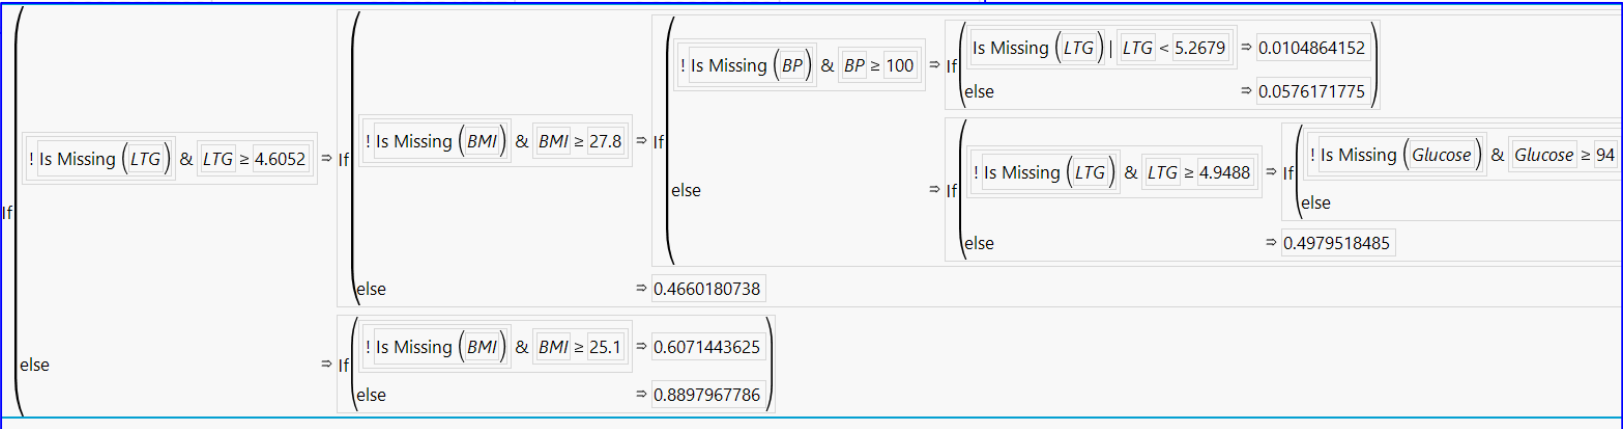 Is Missing (LTG) | LTG < 5.2679 ⇒ 0.0104864152
! Is Missing (BP) & BP ≥ 100 ⇒ If
else ⇒ 0.0576171775
! Is Missing (BMI) & BMI ≥ 27.8 ⇒ If
! Is Missing (LTG) & LTG ≥ 4.6052 ⇒ If
! Is Missing (Glucose) & Glucose ≥ 94
! Is Missing (LTG) & LTG ≥ 4.9488 ⇒ If
else ⇒ If
else
If
else ⇒ 0.4979518485
else ⇒ 0.4660180738
! Is Missing (BMI) & BMI ≥ 25.1 ⇒ 0.6071443625
else ⇒ If
else ⇒ 0.8897967786